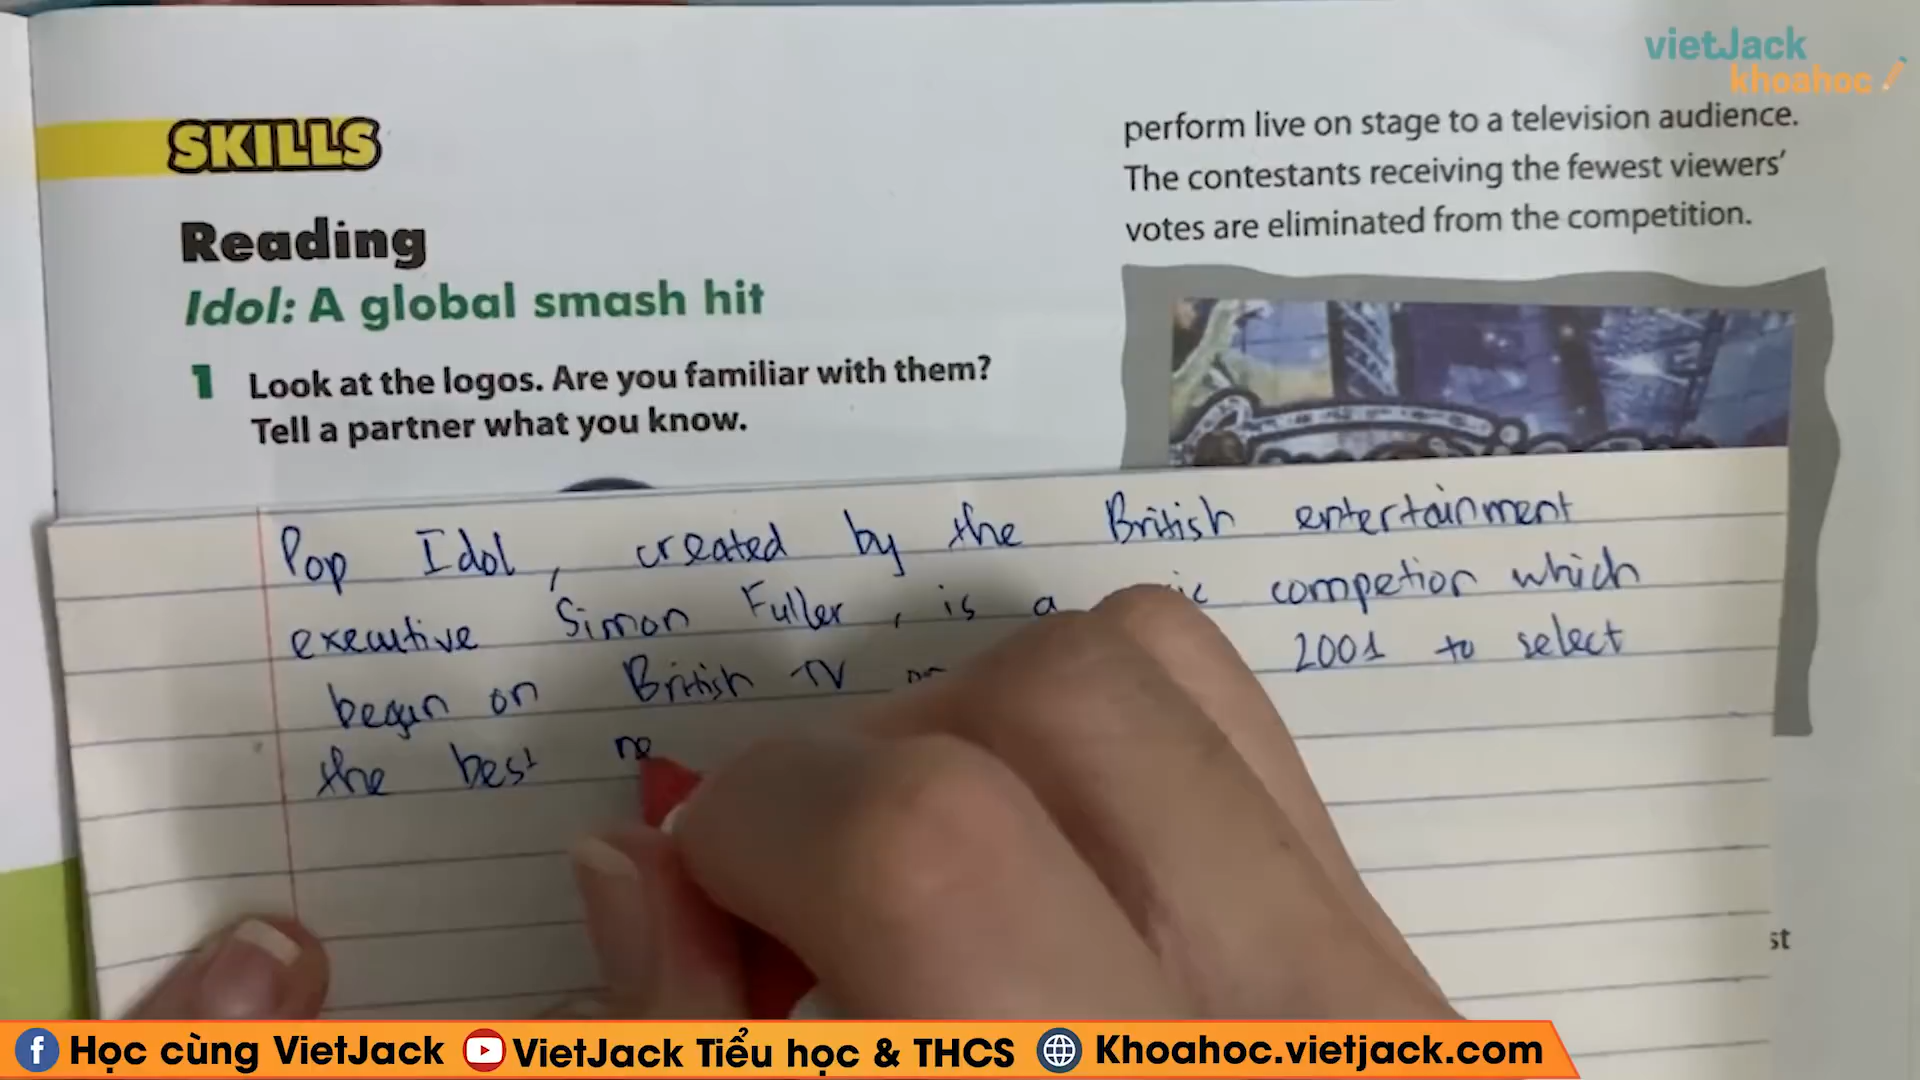 vietJack
khoahoc
SKILLS
Reading
Idol: A global smash hit
1 Look at the logos. Are you familiar with them?
Tell a partner what you know.
perform live on stage to a television audience.
The contestants receiving the fewest viewers'
votes are eliminated from the competition.
Pop Idol, created by the British entertainment
executive Simon Fuller, is a competion which
began on British TV 2001 to select
the best ne
st
Học cùng VietJack
VietJack Tiểu học & THCS
Khoahoc.vietjack.com